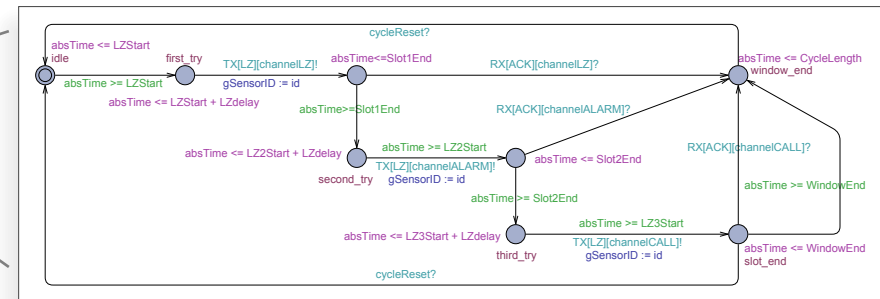 cycleReset?
absTime <= LZStart
idle
first_try
TX[LZ][channelLZ]!
absTime<=Slot1End
RX[ACK][channelLZ]?
absTime <= CycleLength
window_end
absTime >= LZStart
gSensorID := id
absTime <= LZStart + LZdelay
absTime>=Slot1End
RX[ACK][channelALARM]?
absTime <= LZ2Start + LZdelay
absTime >= LZ2Start
RX[ACK][channelCALL]?
TX[LZ][channelALARM]!
absTime <= Slot2End
second_try
gSensorID := id
absTime >= Slot2End
absTime >= WindowEnd
absTime >= LZ3Start
absTime <= LZ3Start + LZdelay
TX[LZ][channelCALL]!
absTime <= WindowEnd
third_try
gSensorID := id
slot_end
cycleReset?